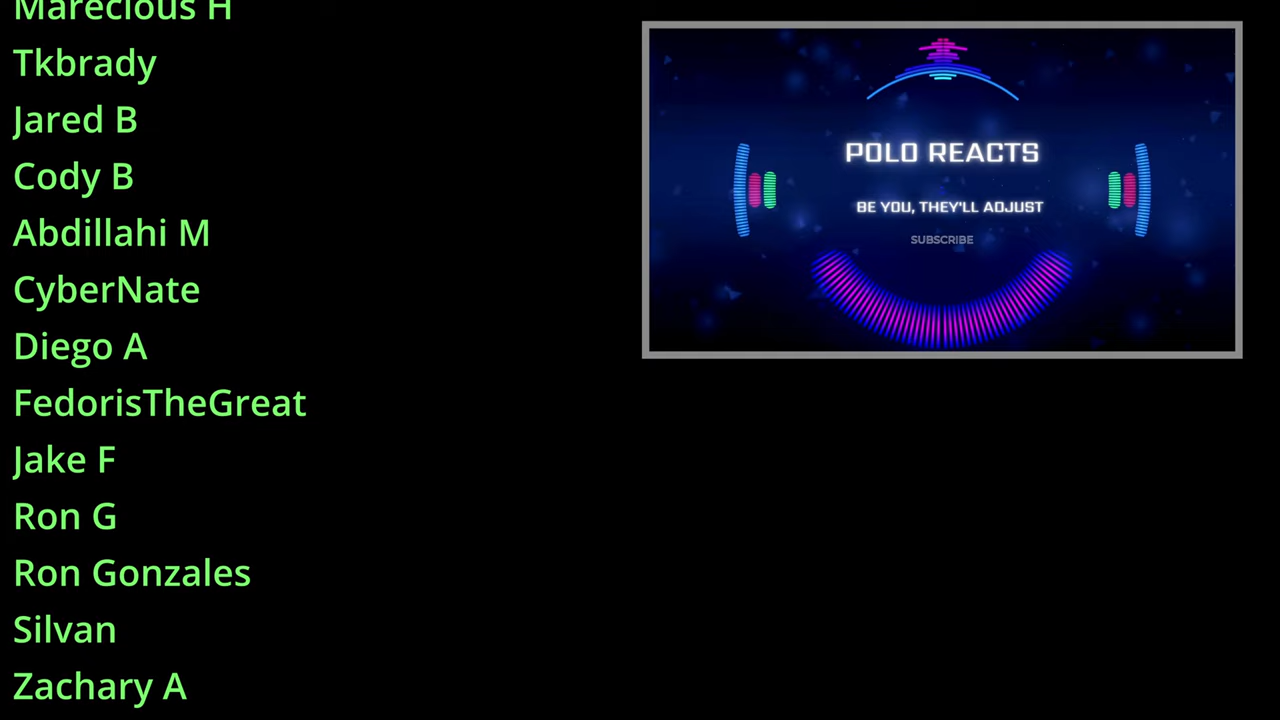 Marecious H
Tkbrady
Jared B
Cody B
Abdillahi M
CyberNate
Diego A
FedorisTheGreat
Jake F
Ron G
Ron Gonzales
Silvan
Zachary A
POLO REACTS
BE YOU, THEY'LL ADJUST
SUBSCRIBE